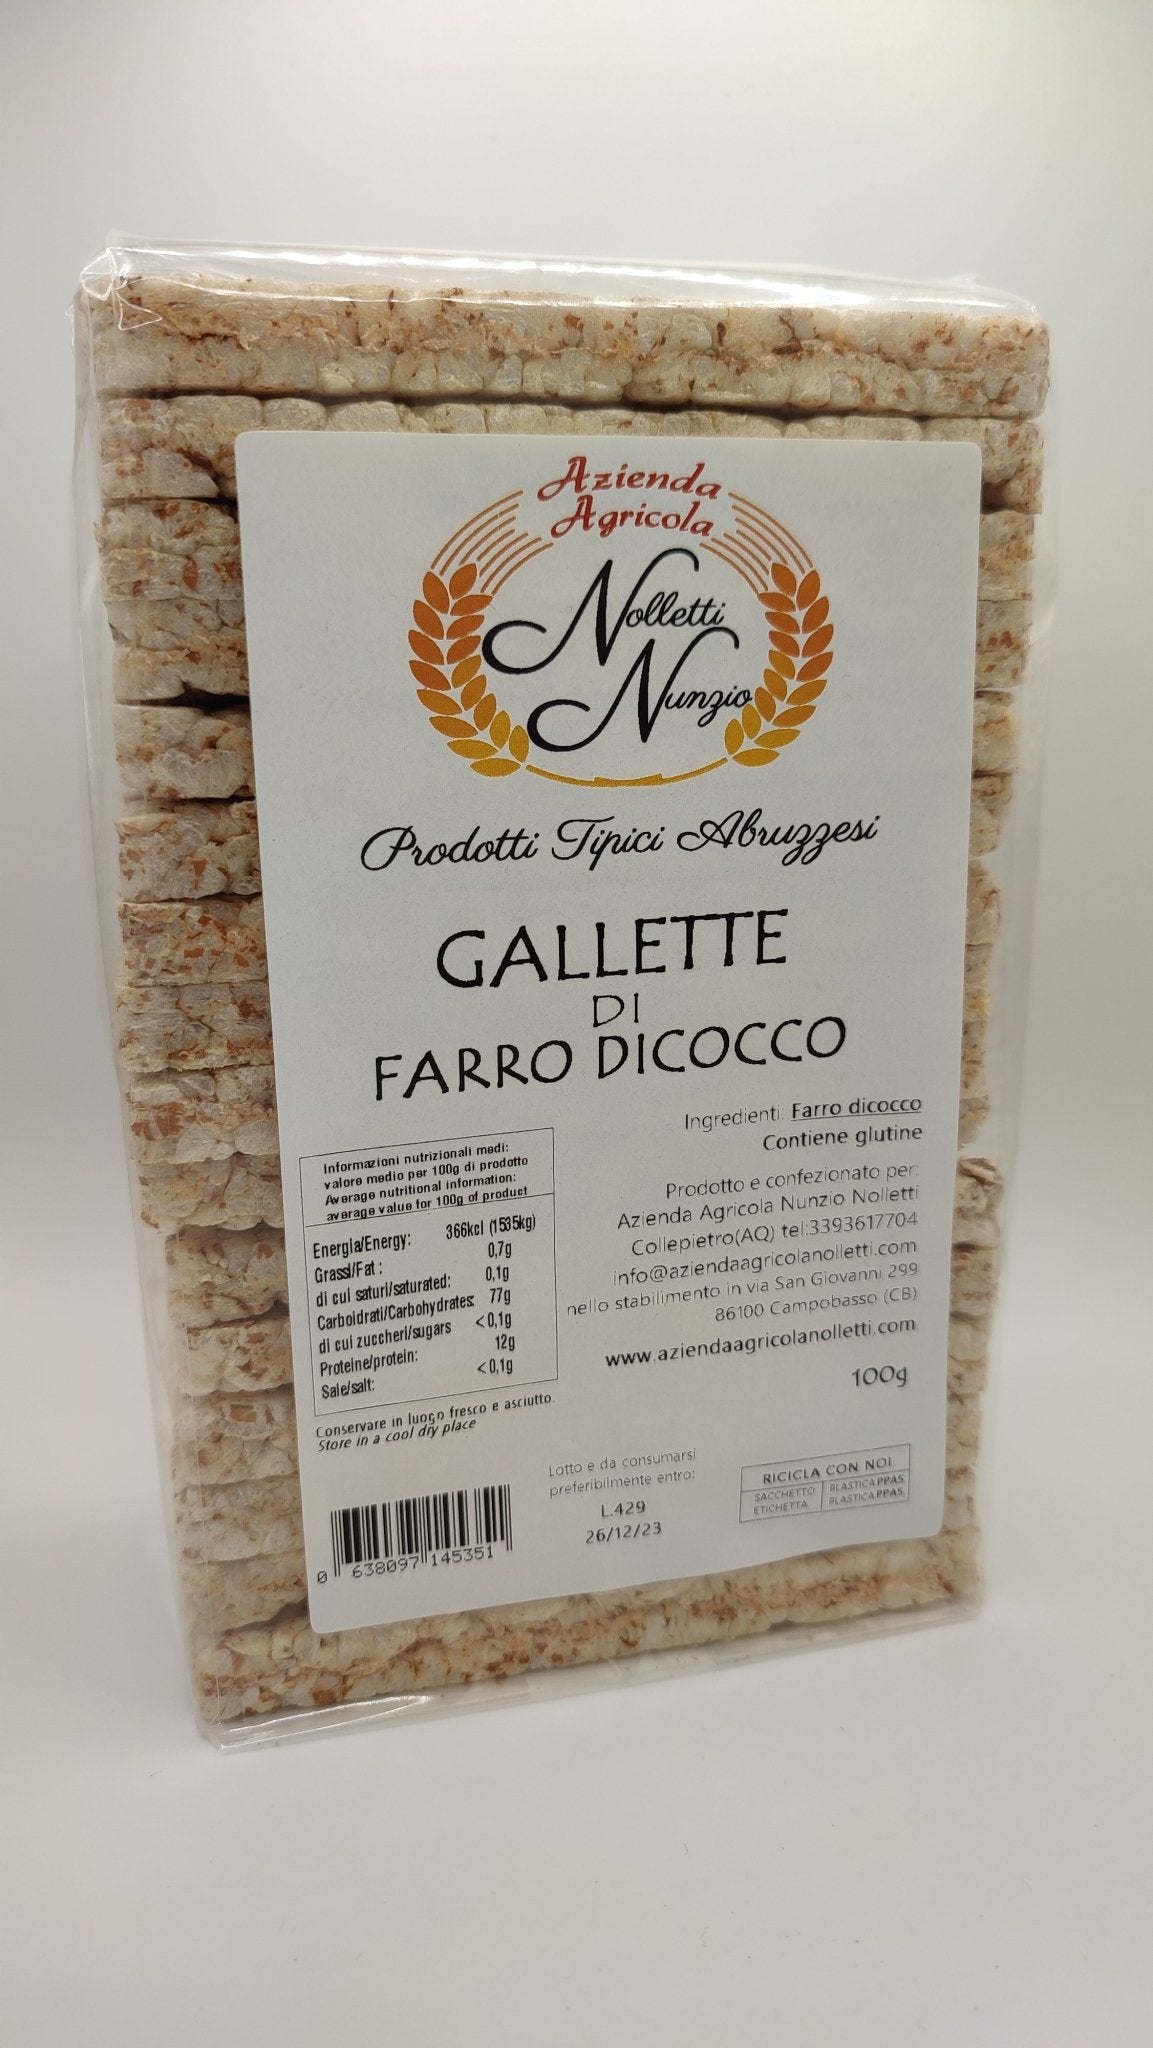 Azienda
Agricola
Nolletti
Nunzio
Prodotti Tipici Abruzzesi
GALLETTE
DI
FARRO DICOCCO
Ingredienti: Farro dicocco
Contiene glutine
Prodotto e confezionato per:
Azienda Agricola Nunzio Nolletti
Collepietro(AQ) tel:3393617704
info@aziendaagricolanolletti.com
nello stabilimento in via San Giovanni 299
86100 Campobasso (CB)
www.aziendaagricolanolletti.com
100g
Informazioni nutrizionali medi:
valore medio per 100g di prodotto
Average nutritional information:
average value for 100g of product
Energia/Energy: 366kcl (1535kg)
Grassi/Fat : 0,7g
di cui saturi/saturated: 0,1g
Carboidrati/Carbohydrates: 77g
di cui zuccheri/sugars <0,1g
Proteine/protein: 12g
Sale/salt: <0,1g
Conservare in luogo fresco e asciutto.
Store in a cool dry place
0 638097 145351
Lotto e da consumarsi
preferibilmente entro:
L.429
26/12/23
RICICLA CON NOI
SACCHETTO PLASTICA PPAS
ETICHETTA PLASTICA PPAS